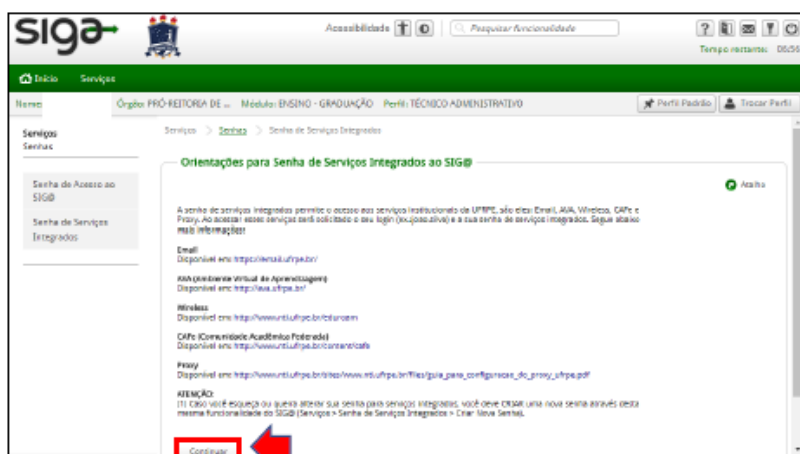 siga
Acessibilidade
Pesquisar funcionalidade
Tempo restante: 06:56
Início Serviços
Nome:
Órgão: PRÓ-REITORIA DE ... Módulo: ENSINO - GRADUAÇÃO Perfil: TÉCNICO ADMINISTRATIVO
Perfil Padrão Trocar Perfil
Serviços
Senhas
Senha de Acesso ao
SIG@
Senha de Serviços
Integrados
Serviços > Senhas > Senha de Serviços Integrados
Orientações para Senha de Serviços Integrados ao SIG@
Ajuda
A senha de serviços integrados permite o acesso aos serviços institucionais da UFRPE, são eles: Email, AVA, Wireless, CAFe e
Proxy. Ao acessar esses serviços será solicitado o seu login (ex: jose.silva) e a sua senha de serviços integrados. Segue abaixo
mais informações:
Email
Disponível em: https://email.ufrpe.br/
AVA (Ambiente Virtual de Aprendizagem)
Disponível em: http://ava.ufrpe.br/
Wireless
Disponível em: http://www.nti.ufrpe.br/eduroam
CAFe (Comunidade Acadêmica Federada)
Disponível em: http://www.nti.ufrpe.br/content/cafe
Proxy
Disponível em: http://www.nti.ufrpe.br/sites/www.nti.ufrpe.br/files/guia_para_configuracao_do_proxy_ufrpe.pdf
ATENÇÃO:
(1) Caso você esqueça ou queira alterar sua senha para serviços integrados, você deve CRIAR uma nova senha através desta
mesma funcionalidade do SIG@ (Serviços > Senha de Serviços Integrados > Criar Nova Senha).
Continuar